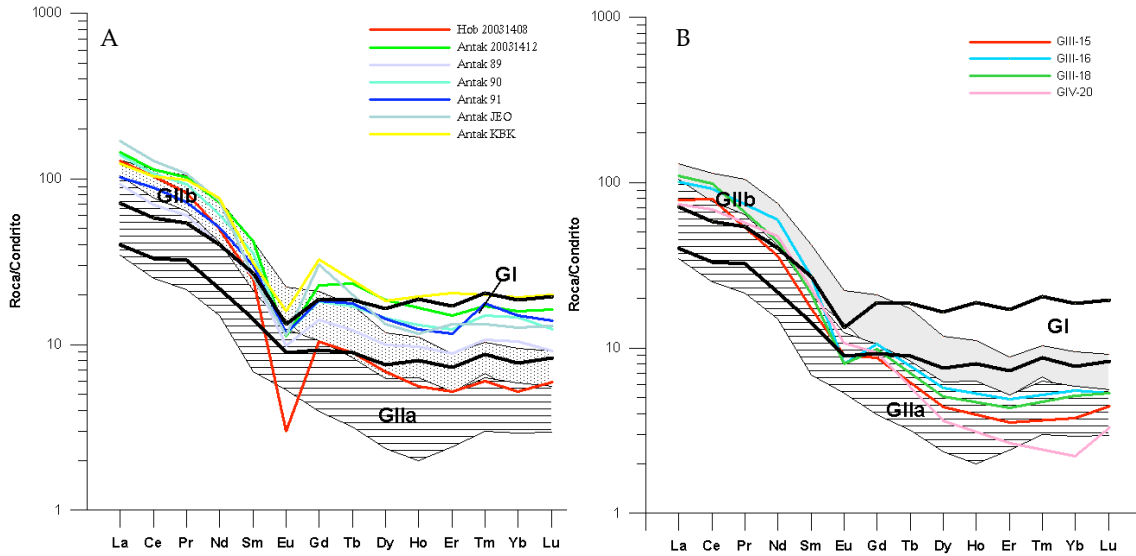 A
1000
100
10
1
Roca/Condrito
Hob 20031408
Antak 20031412
Antak 89
Antak 90
Antak 91
Antak JEO
Antak KBK
GIIb
GI
GIIa
La Ce Pr Nd Sm Eu Gd Tb Dy Ho Er Tm Yb Lu
B
1000
100
10
1
Roca/Condrito
GIII-15
GIII-16
GIII-18
GIV-20
GIIb
GI
GIIa
La Ce Pr Nd Sm Eu Gd Tb Dy Ho Er Tm Yb Lu